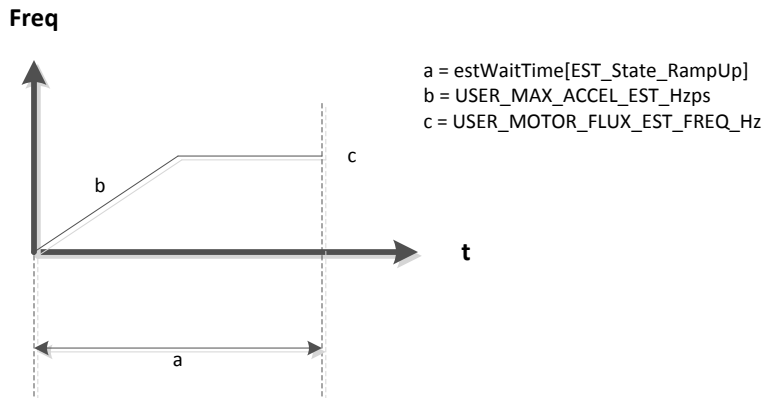 Freq
a = estWaitTime[EST_State_RampUp]
b = USER_MAX_ACCEL_EST_Hzps
c = USER_MOTOR_FLUX_EST_FREQ_Hz
c
b
t
a